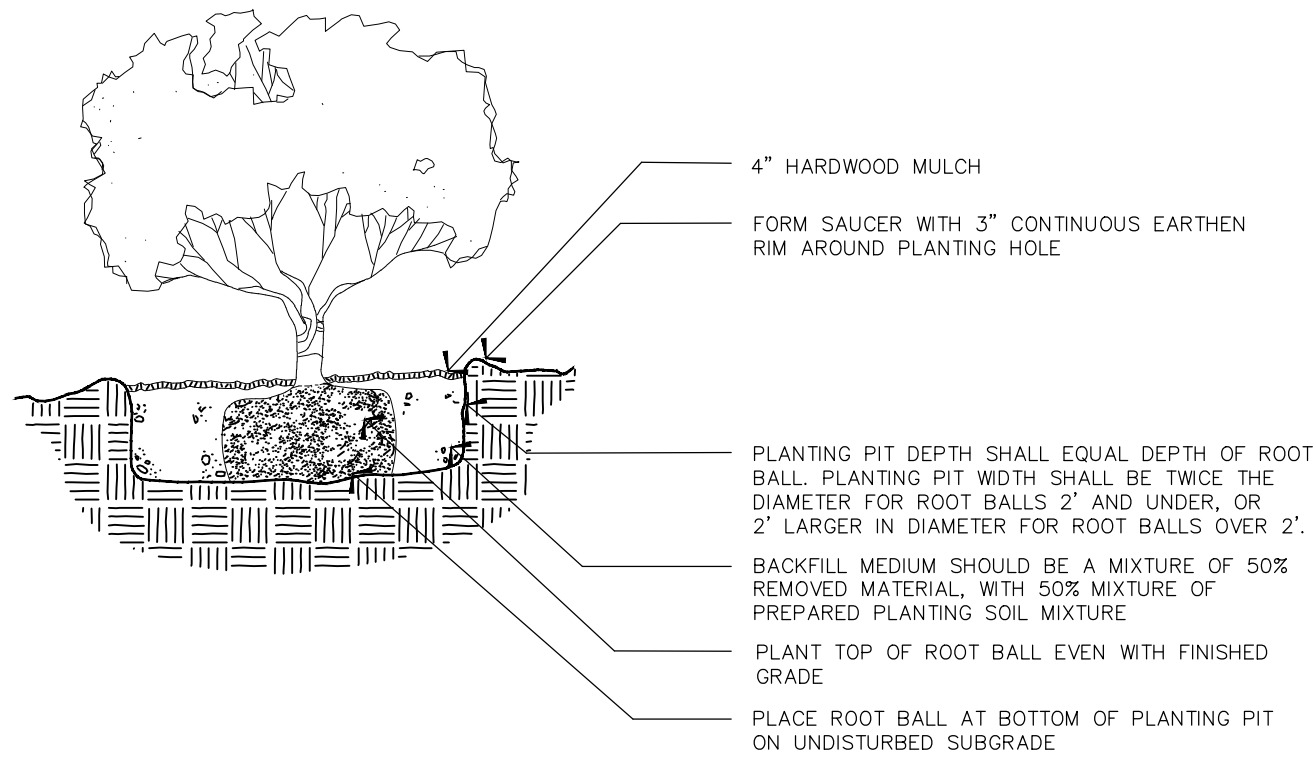 4” HARDWOOD MULCH
FORM SAUCER WITH 3” CONTINUOUS EARTHEN
RIM AROUND PLANTING HOLE
PLANTING PIT DEPTH SHALL EQUAL DEPTH OF ROOT
BALL. PLANTING PIT WIDTH SHALL BE TWICE THE
DIAMETER FOR ROOT BALLS 2’ AND UNDER, OR
2’ LARGER IN DIAMETER FOR ROOT BALLS OVER 2’.
BACKFILL MEDIUM SHOULD BE A MIXTURE OF 50%
REMOVED MATERIAL, WITH 50% MIXTURE OF
PREPARED PLANTING SOIL MIXTURE
PLANT TOP OF ROOT BALL EVEN WITH FINISHED
GRADE
PLACE ROOT BALL AT BOTTOM OF PLANTING PIT
ON UNDISTURBED SUBGRADE